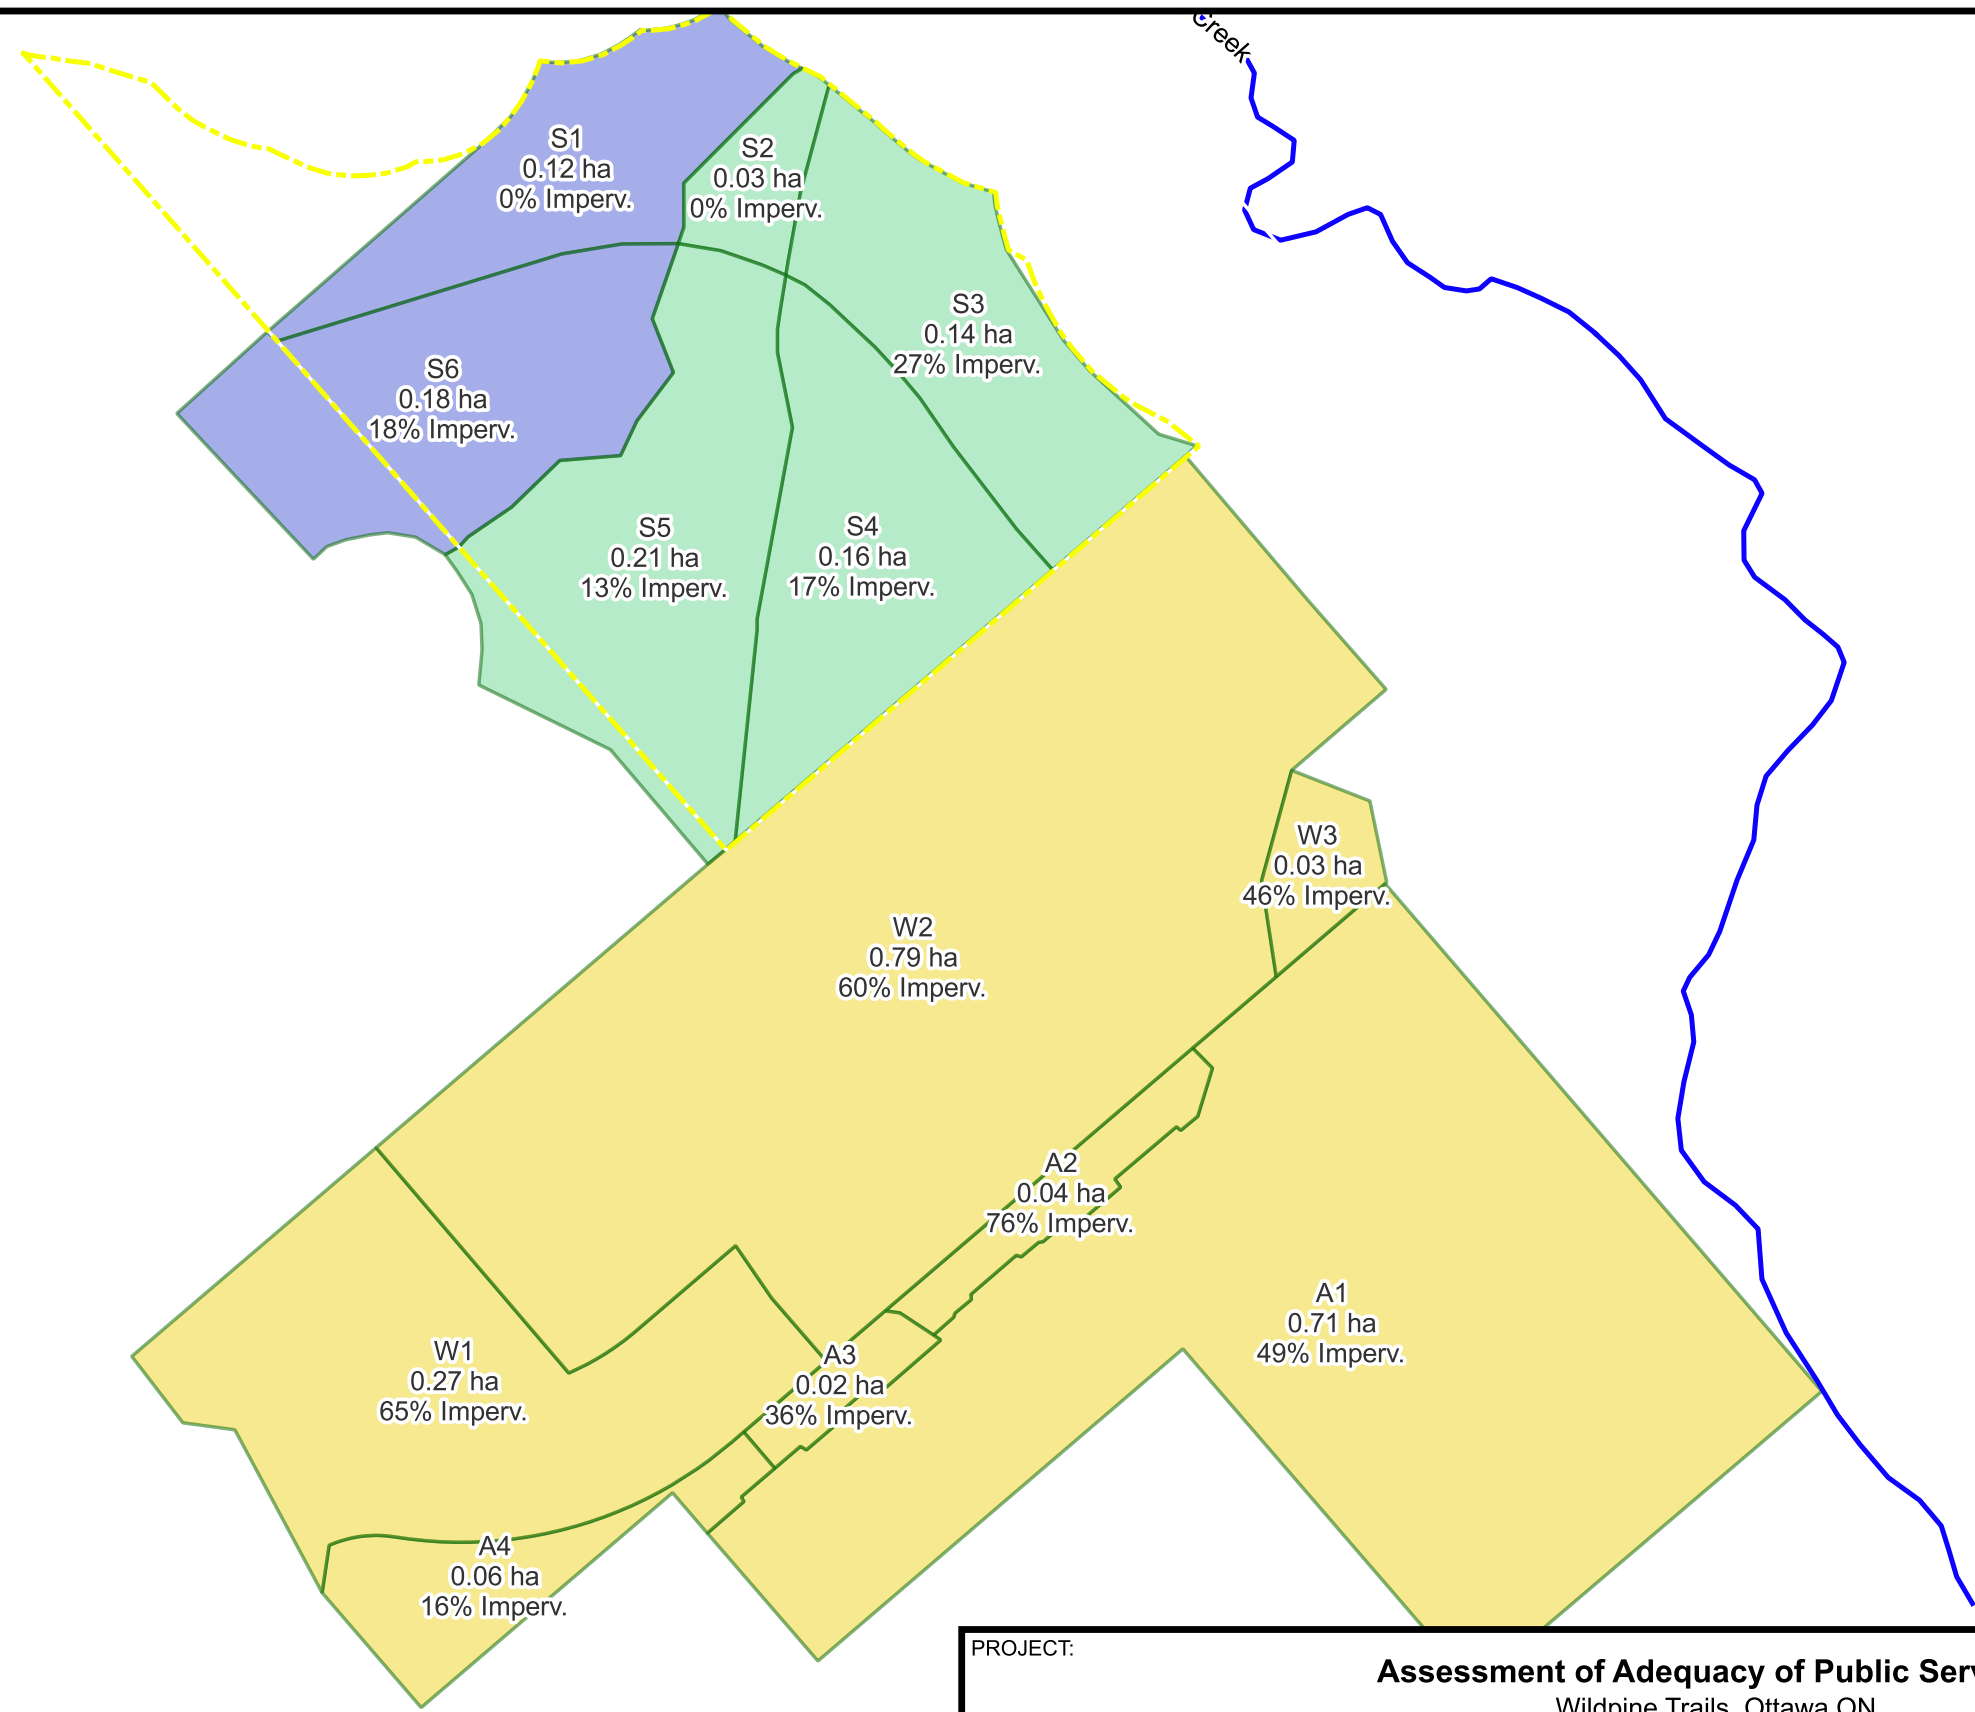 Creek
S1
0.12 ha
0% Imperv.
S2
0.03 ha
0% Imperv.
S3
0.14 ha
27% Imperv.
S6
0.18 ha
18% Imperv.
S5
0.21 ha
13% Imperv.
S4
0.16 ha
17% Imperv.
W3
0.03 ha
46% Imperv.
W2
0.79 ha
60% Imperv.
A2
0.04 ha
76% Imperv.
A1
0.71 ha
49% Imperv.
W1
0.27 ha
65% Imperv.
A3
0.02 ha
36% Imperv.
A4
0.06 ha
16% Imperv.
PROJECT:
Assessment of Adequacy of Public Serv
Wildpine Trails, Ottawa ON